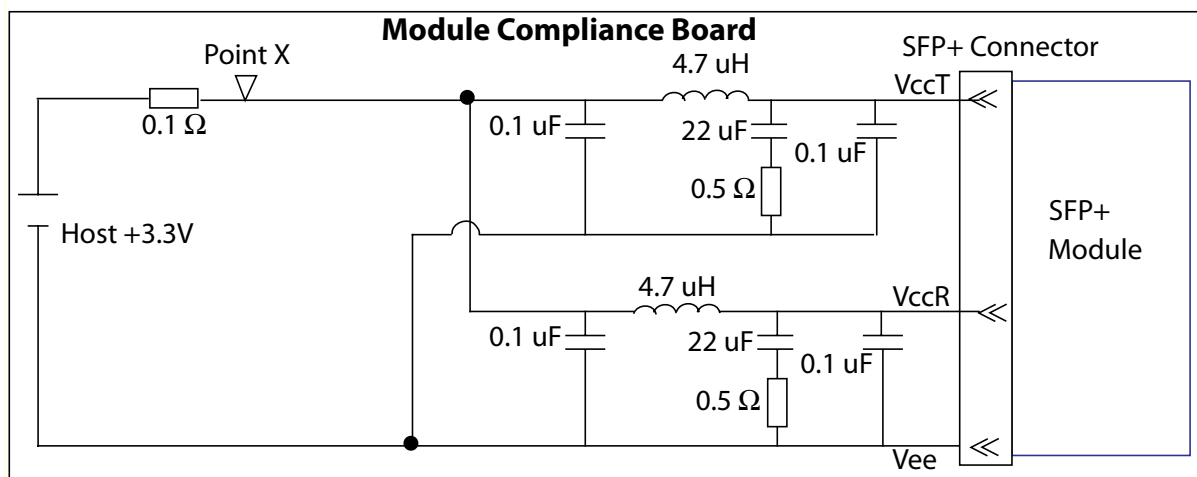 Module Compliance Board
Point X
SFP+ Connector
4.7 uH
VccT
0.1 Ω
0.1 uF
22 uF
0.1 uF
0.5 Ω
Host +3.3V
SFP+
Module
4.7 uH
VccR
0.1 uF
22 uF
0.1 uF
0.5 Ω
Vee